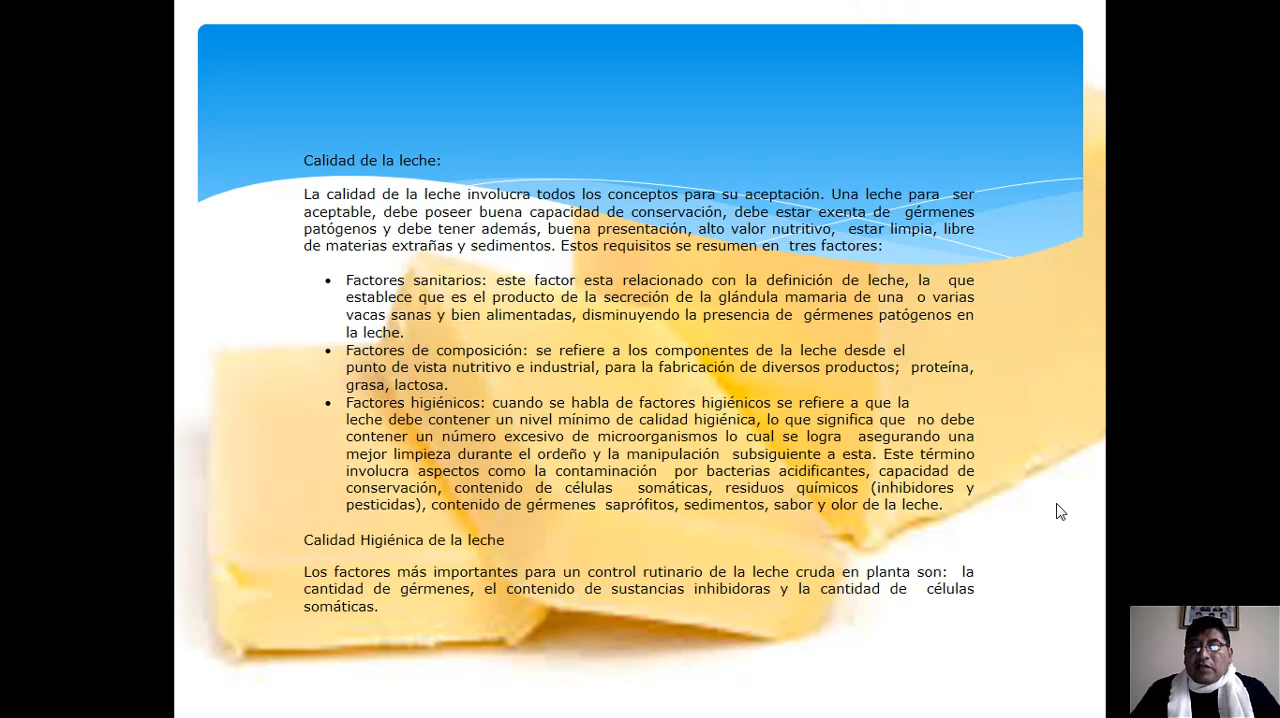 Calidad de la leche:
La calidad de la leche involucra todos los conceptos para su aceptación. Una leche para ser
aceptable, debe poseer buena capacidad de conservación, debe estar exenta de gérmenes
patógenos y debe tener además, buena presentación, alto valor nutritivo, estar limpia, libre
de materias extrañas y sedimentos. Estos requisitos se resumen en tres factores:
• Factores sanitarios: este factor esta relacionado con la definición de leche, la que
establece que es el producto de la secreción de la glándula mamaria de una o varias
vacas sanas y bien alimentadas, disminuyendo la presencia de gérmenes patógenos en
la leche.
• Factores de composición: se refiere a los componentes de la leche desde el
punto de vista nutritivo e industrial, para la fabricación de diversos productos; proteína,
grasa, lactosa.
• Factores higiénicos: cuando se habla de factores higiénicos se refiere a que la
leche debe contener un nivel mínimo de calidad higiénica, lo que significa que no debe
contener un número excesivo de microorganismos lo cual se logra asegurando una
mejor limpieza durante el ordeño y la manipulación subsiguiente a esta. Este término
involucra aspectos como la contaminación por bacterias acidificantes, capacidad de
conservación, contenido de células somáticas, residuos químicos (inhibidores y
pesticidas), contenido de gérmenes saprófitos, sedimentos, sabor y olor de la leche.
Calidad Higiénica de la leche
Los factores más importantes para un control rutinario de la leche cruda en planta son: la
cantidad de gérmenes, el contenido de sustancias inhibidoras y la cantidad de células
somáticas.